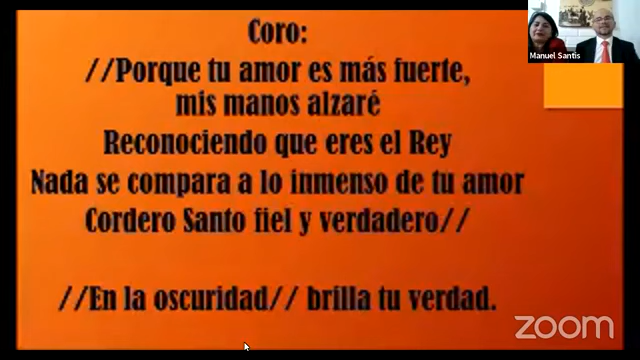 Coro:
//Porque tu amor es más fuerte,
mis manos alzaré
Reconociendo que eres el Rey
Nada se compara a lo inmenso de tu amor
Cordero Santo fiel y verdadero//
//En la oscuridad// brilla tu verdad.
Manuel Santis
zoom